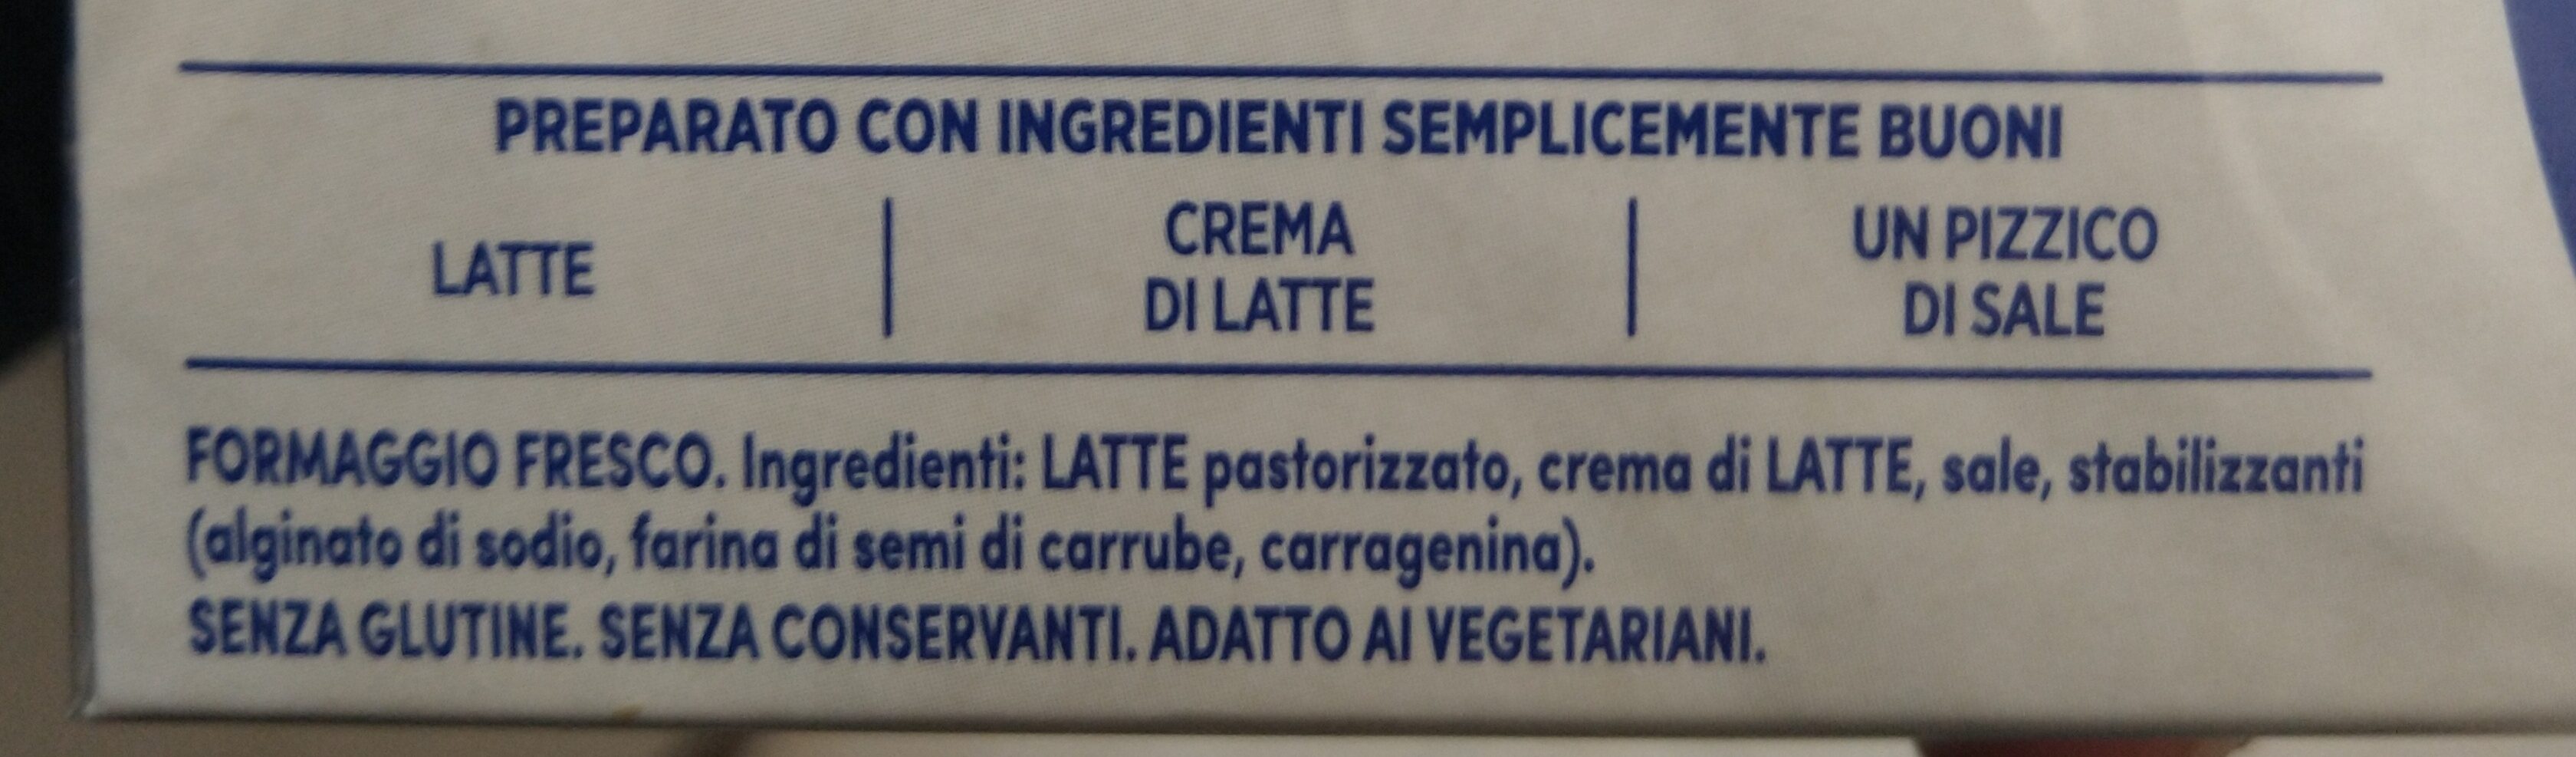 PREPARATO CON INGREDIENTI SEMPLICEMENTE BUONI
LATTE
CREMA
DI LATTE
UN PIZZICO
DI SALE
FORMAGGIO FRESCO. Ingredienti: LATTE pastorizzato, crema di LATTE, sale, stabilizzanti
(alginato di sodio, farina di semi di carrube, carragenina).
SENZA GLUTINE. SENZA CONSERVANTI. ADATTO AI VEGETARIANI.